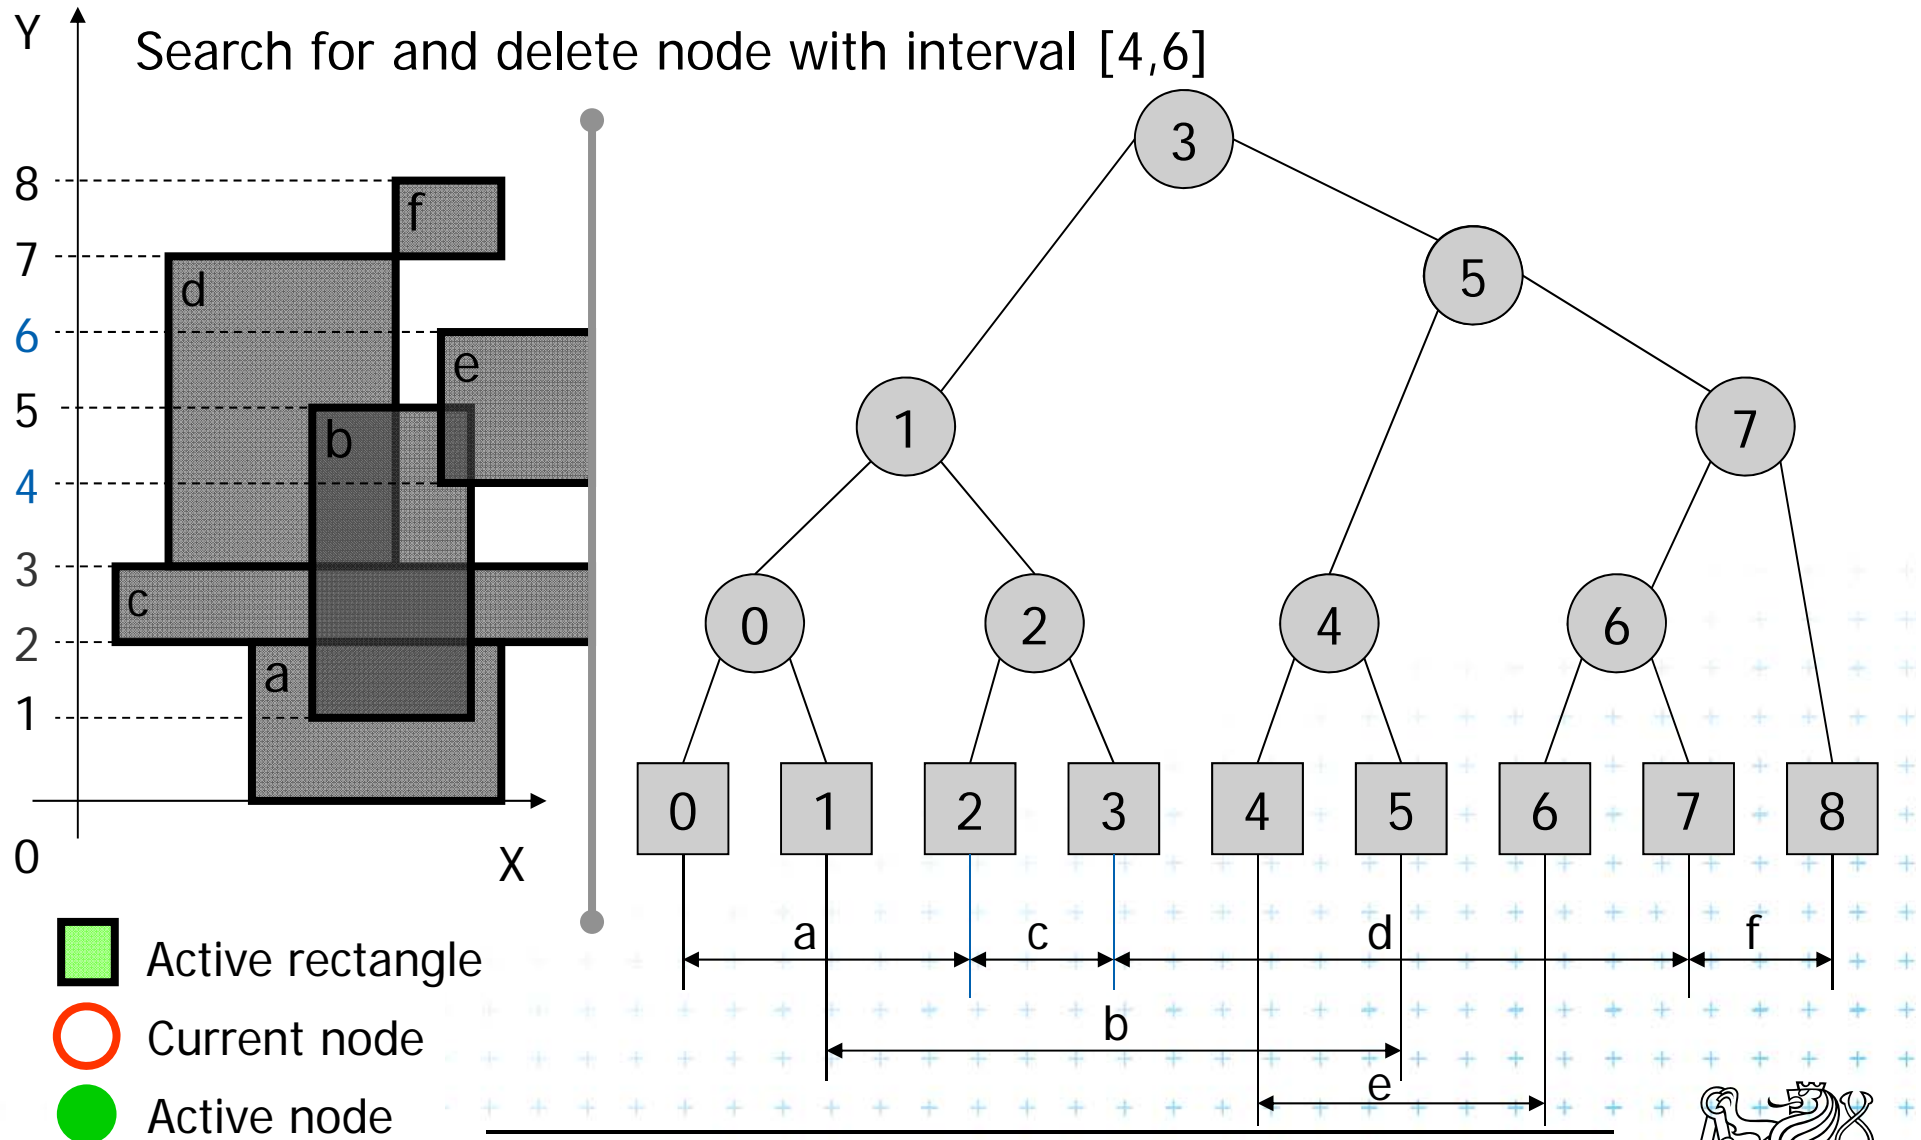 Y
Search for and delete node with interval [4,6]
3
8
f
7
d
5
6
e
5
b
1
7
4
3
c
0
2
4
6
2
a
1
0
1
2
3
4
5
6
7
8
0
X
a
c
d
f
Active rectangle
b
Current node
e
Active node